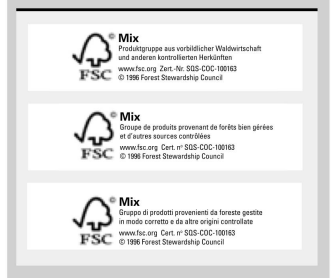 © Mix
Produktgruppe aus vorbildlicher Waldwirtschaft
und anderen kontrollierten Herkünften
www.fsc.org Zert.-Nr. SQS-COC-100163
FSC © 1996 Forest Stewardship Council
© Mix
Groupe de produits provenant de forêts bien gérées
et d'autres sources contrôlées
www.fsc.org Cert. n° SQS-COC-100163
FSC © 1996 Forest Stewardship Council
© Mix
Gruppo di prodotti provenienti da foreste gestite
in modo corretto e da altre origini controllate
www.fsc.org Cert. n° SQS-COC-100163
FSC © 1996 Forest Stewardship Council